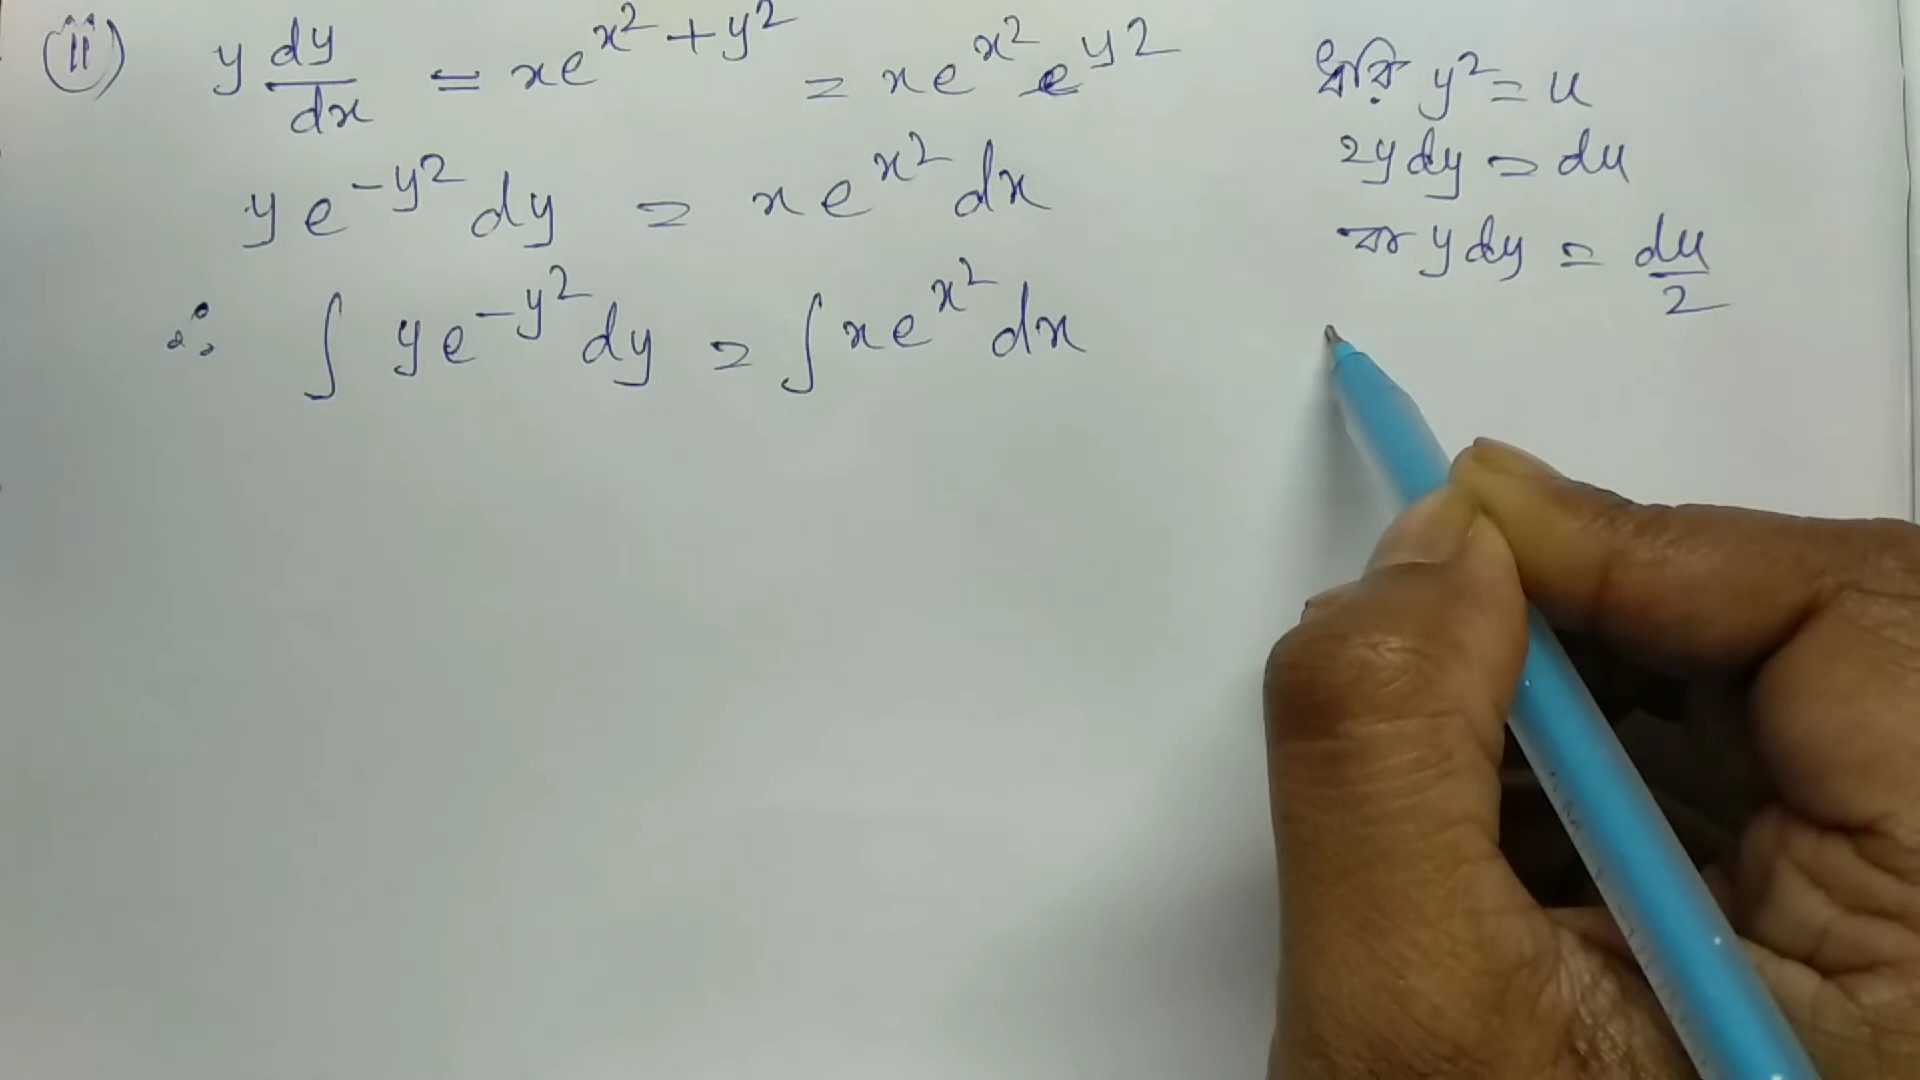 (ii) y dy/dx = xe^{x²+y²} = xe^{x²} e^{y²}
ye^{-y²} dy = xe^{x²} dx
∴ ∫ ye^{-y²} dy = ∫ xe^{x²} dx
ধরি y² = u
2y dy = du
বা y dy = du/2